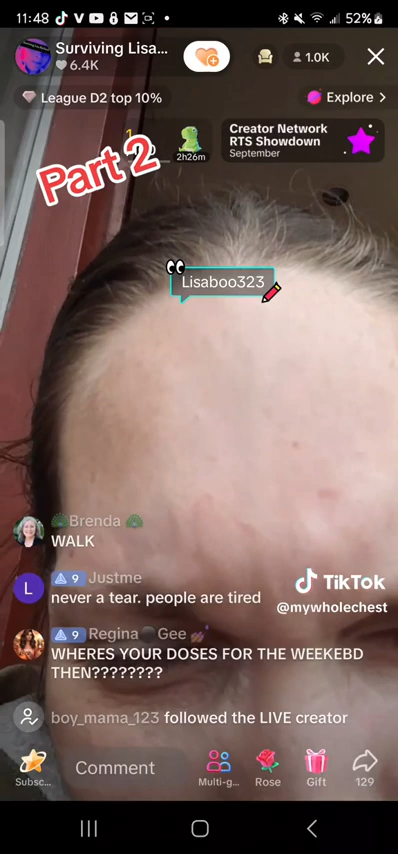 11:48
52%
Surviving Lisa...
6.4K
1.0K
League D2 top 10%
Explore >
1
2h26m
Creator Network
RTS Showdown
September
Part 2
Lisaboo323
Brenda
WALK
9 Justme
L
never a tear. people are tired
TikTok
@mywholechest
9 Regina Gee
WHERES YOUR DOSES FOR THE WEEKEBD
THEN????????
boy_mama_123 followed the LIVE creator
Comment
Subsc...
Multi-g...
Rose
Gift
129